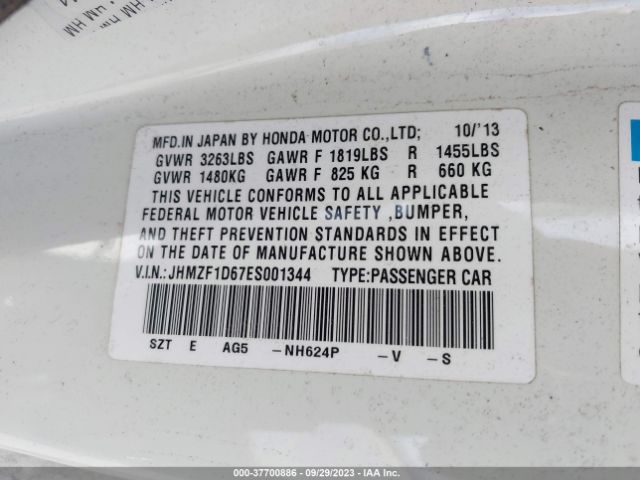 MFD.IN JAPAN BY HONDA MOTOR CO.,LTD; 10/'13
GVWR 3263LBS GAWR F 1819LBS R 1455LBS
GVWR 1480KG GAWR F 825 KG R 660 KG
THIS VEHICLE CONFORMS TO ALL APPLICABLE
FEDERAL MOTOR VEHICLE SAFETY ,BUMPER,
AND THEFT PREVENTION STANDARDS IN EFFECT
ON THE DATE OF MANUFACTURE SHOWN ABOVE.
V.I.N.:JHMZF1D67ES001344 TYPE:PASSENGER CAR
SZT E AG5 -NH624P -V -S
000-37700886 - 09/29/2023 - IAA Inc.